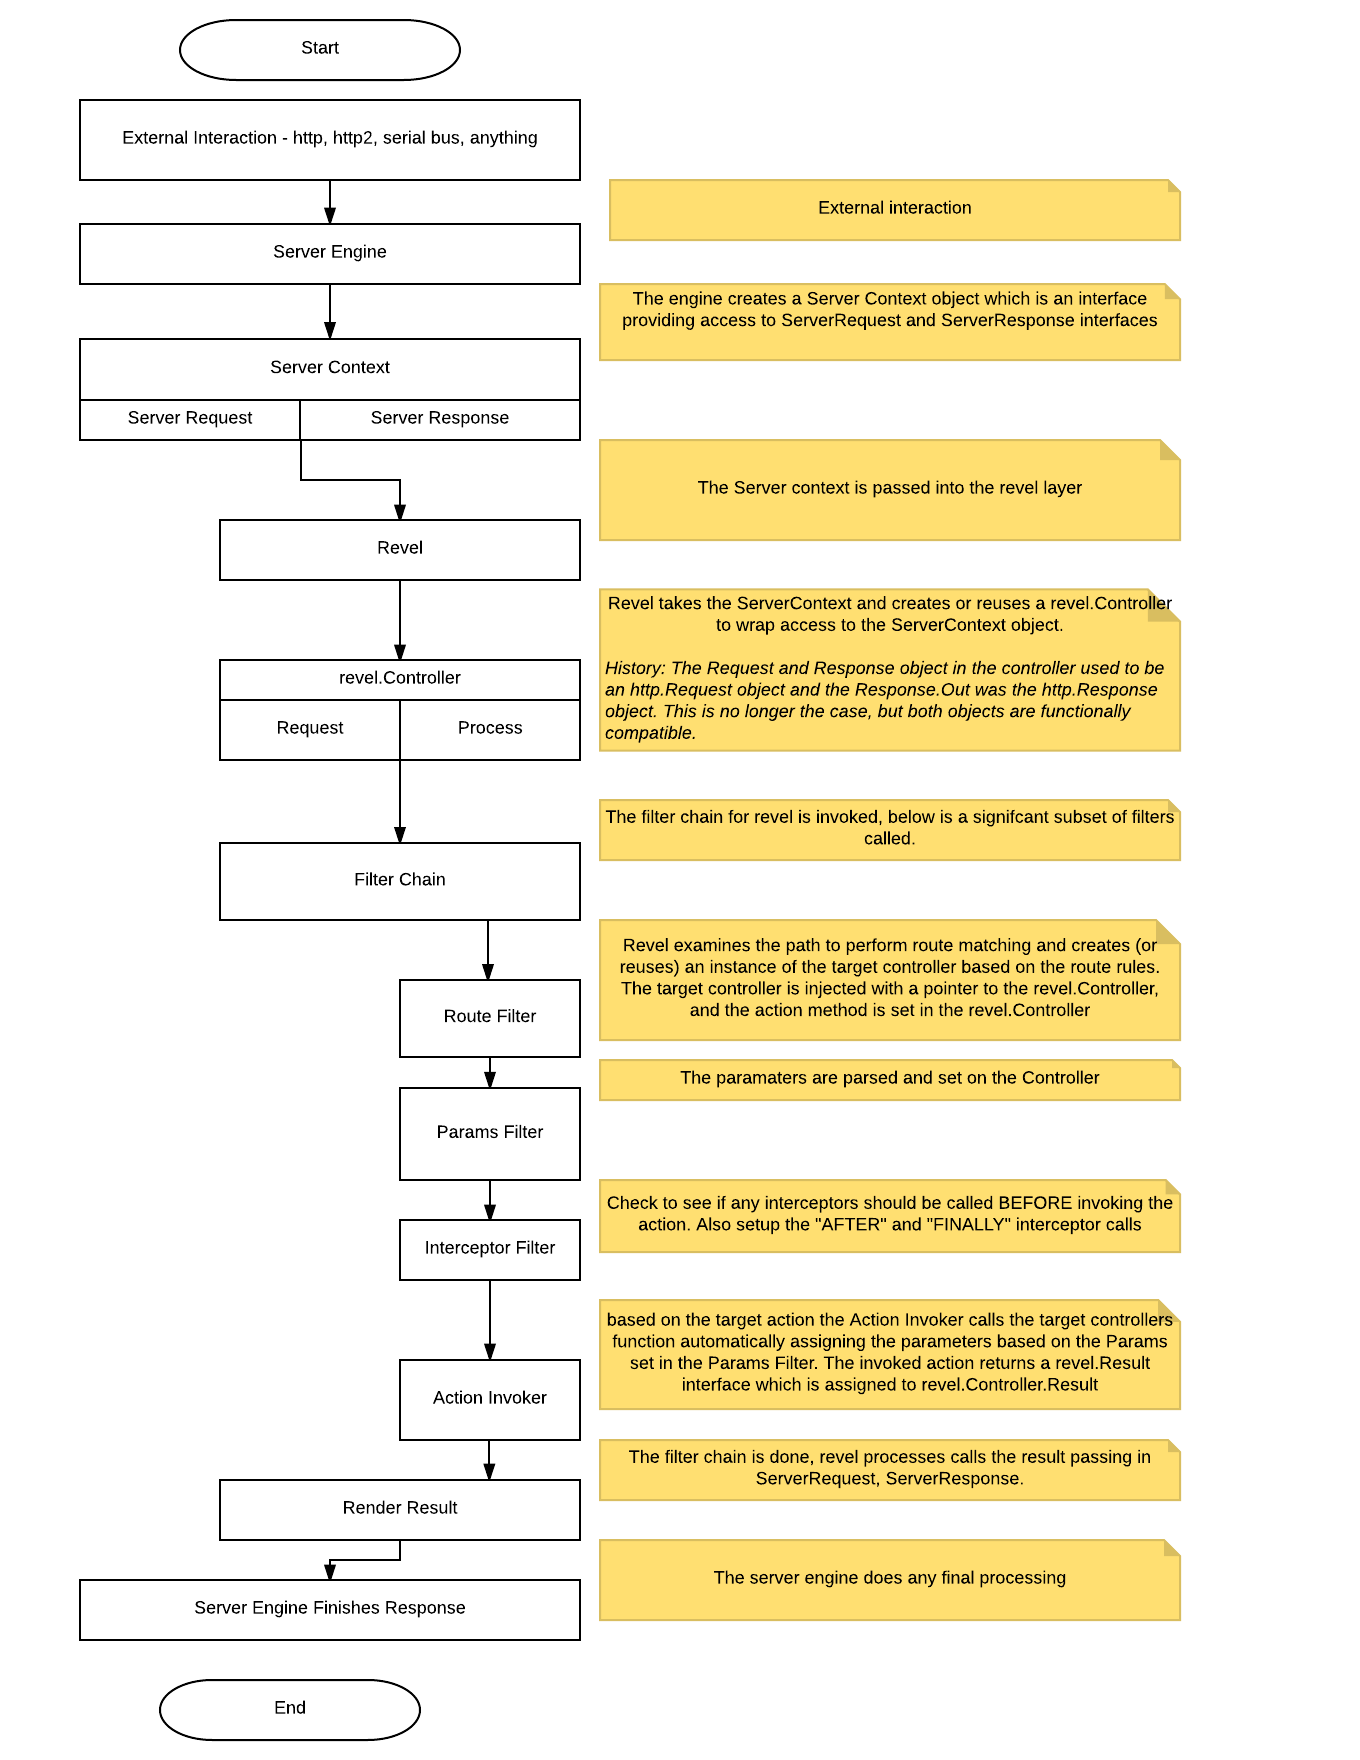 Start
External Interaction - http, http2, serial bus, anything
External interaction
Server Engine
The engine creates a Server Context object which is an interface
providing access to ServerRequest and ServerResponse interfaces
Server Context
Server Request
Server Response
The Server context is passed into the revel layer
Revel
Revel takes the ServerContext and creates or reuses a revel.Controller
to wrap access to the ServerContext object.
History: The Request and Response object in the controller used to be
an http.Request object and the Response.Out was the http.Response
object. This is no longer the case, but both objects are functionally
compatible.
revel.Controller
Request
Process
The filter chain for revel is invoked, below is a signifcant subset of filters
called.
Filter Chain
Revel examines the path to perform route matching and creates (or
reuses) an instance of the target controller based on the route rules.
The target controller is injected with a pointer to the revel.Controller,
and the action method is set in the revel.Controller
Route Filter
The paramaters are parsed and set on the Controller
Params Filter
Check to see if any interceptors should be called BEFORE invoking the
action. Also setup the "AFTER" and "FINALLY" interceptor calls
Interceptor Filter
based on the target action the Action Invoker calls the target controllers
function automatically assigning the parameters based on the Params
set in the Params Filter. The invoked action returns a revel.Result
interface which is assigned to revel.Controller.Result
Action Invoker
The filter chain is done, revel processes calls the result passing in
ServerRequest, ServerResponse.
Render Result
The server engine does any final processing
Server Engine Finishes Response
End